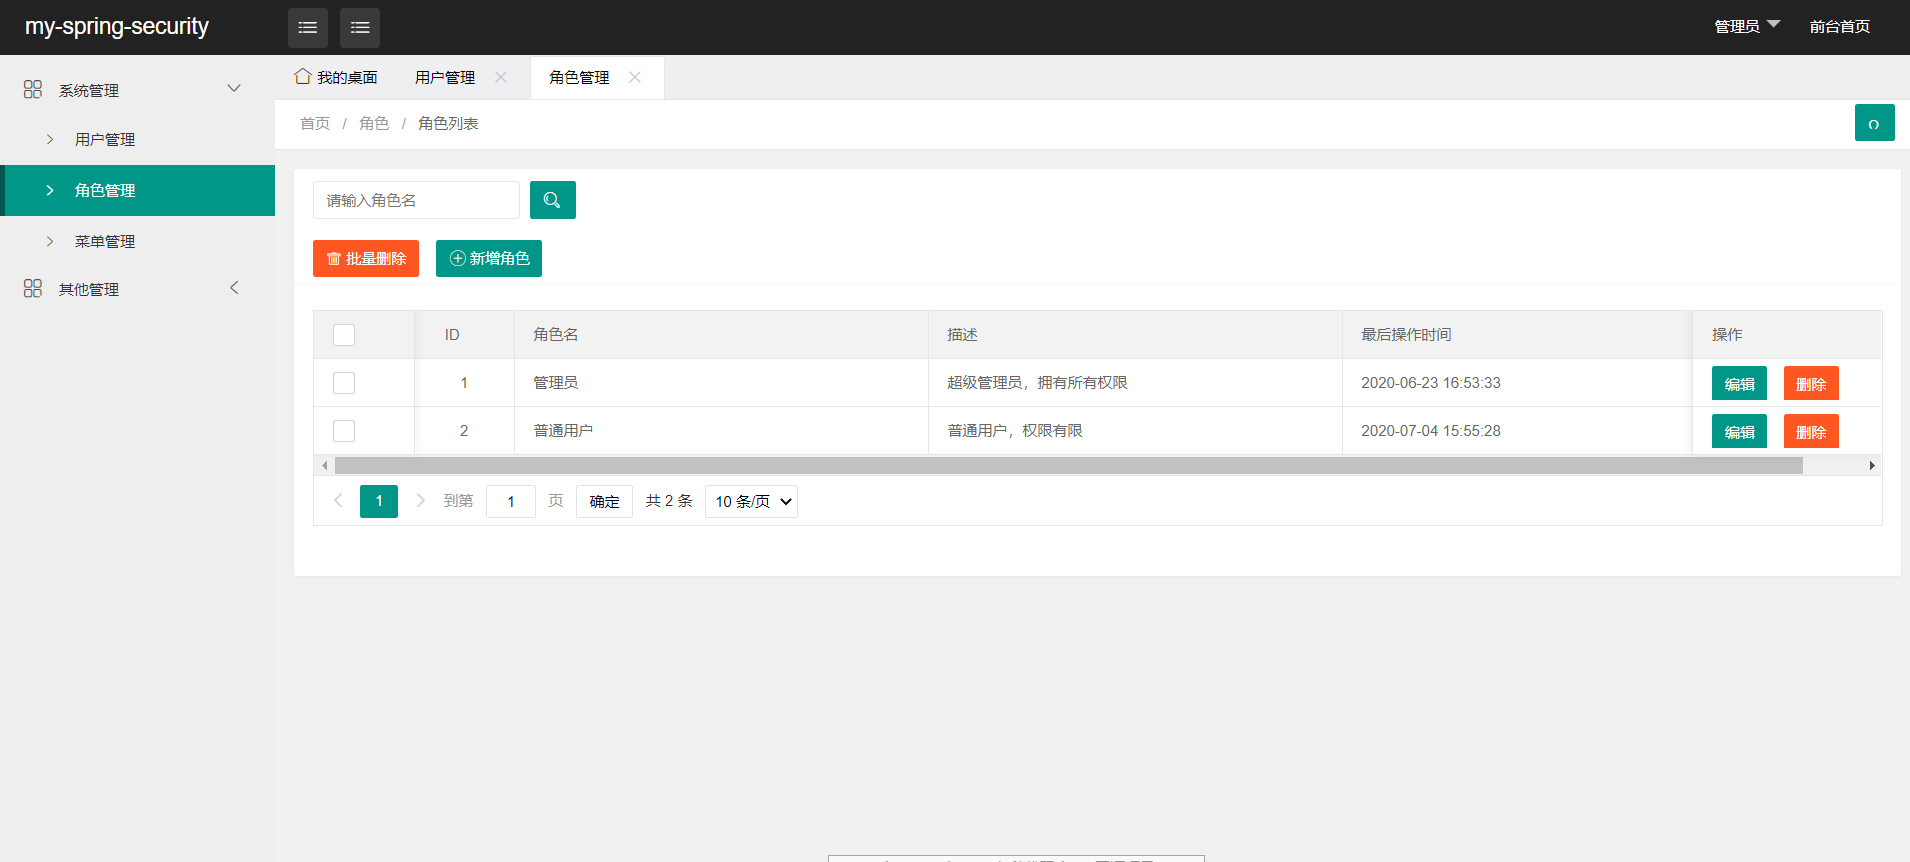 my-spring-security
管理员 前台首页
系统管理
用户管理
角色管理
菜单管理
其他管理
我的桌面 用户管理 角色管理
首页 / 角色 / 角色列表
请输入角色名
批量删除 新增角色
ID 角色名 描述 最后操作时间 操作
1 管理员 超级管理员，拥有所有权限 2020-06-23 16:53:33 编辑 删除
2 普通用户 普通用户，权限有限 2020-07-04 15:55:28 编辑 删除
1 到第 1 页 确定 共 2 条 10 条/页